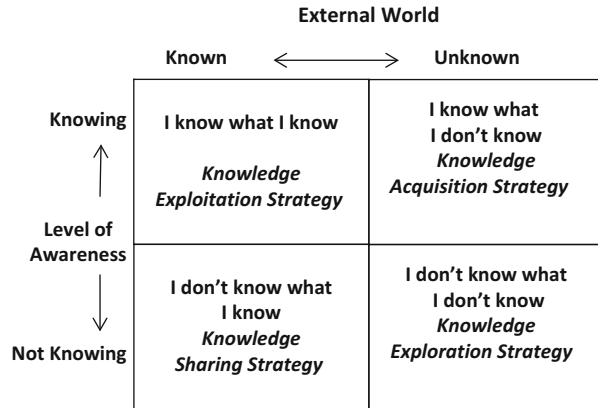 External World
Known
Unknown
Knowing
Level of
Awareness
Not Knowing
I know what I know
Knowledge
Exploitation Strategy
I know what
I don't know
Knowledge
Acquisition Strategy
I don't know what
I know
Knowledge
Sharing Strategy
I don't know what
I don't know
Knowledge
Exploration Strategy